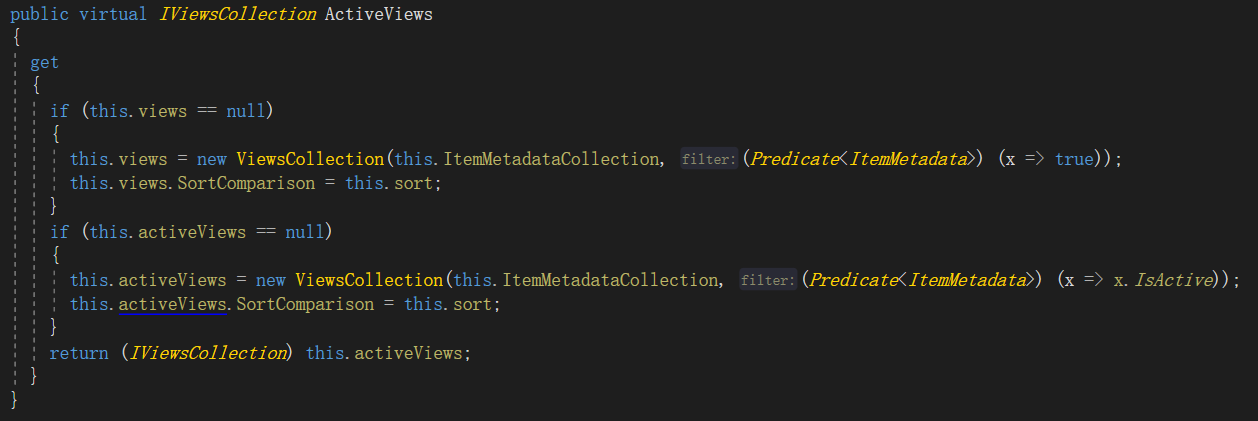 public virtual IViewsCollection ActiveViews
{
get
{
if (this.views == null)
{
this.views = new ViewsCollection(this.ItemMetadataCollection, filter: (Predicate<ItemMetadata>) (x => true));
this.views.SortComparison = this.sort;
}
if (this.activeViews == null)
{
this.activeViews = new ViewsCollection(this.ItemMetadataCollection, filter: (Predicate<ItemMetadata>) (x => x.IsActive));
this.activeViews.SortComparison = this.sort;
}
return (IViewsCollection) this.activeViews;
}
}